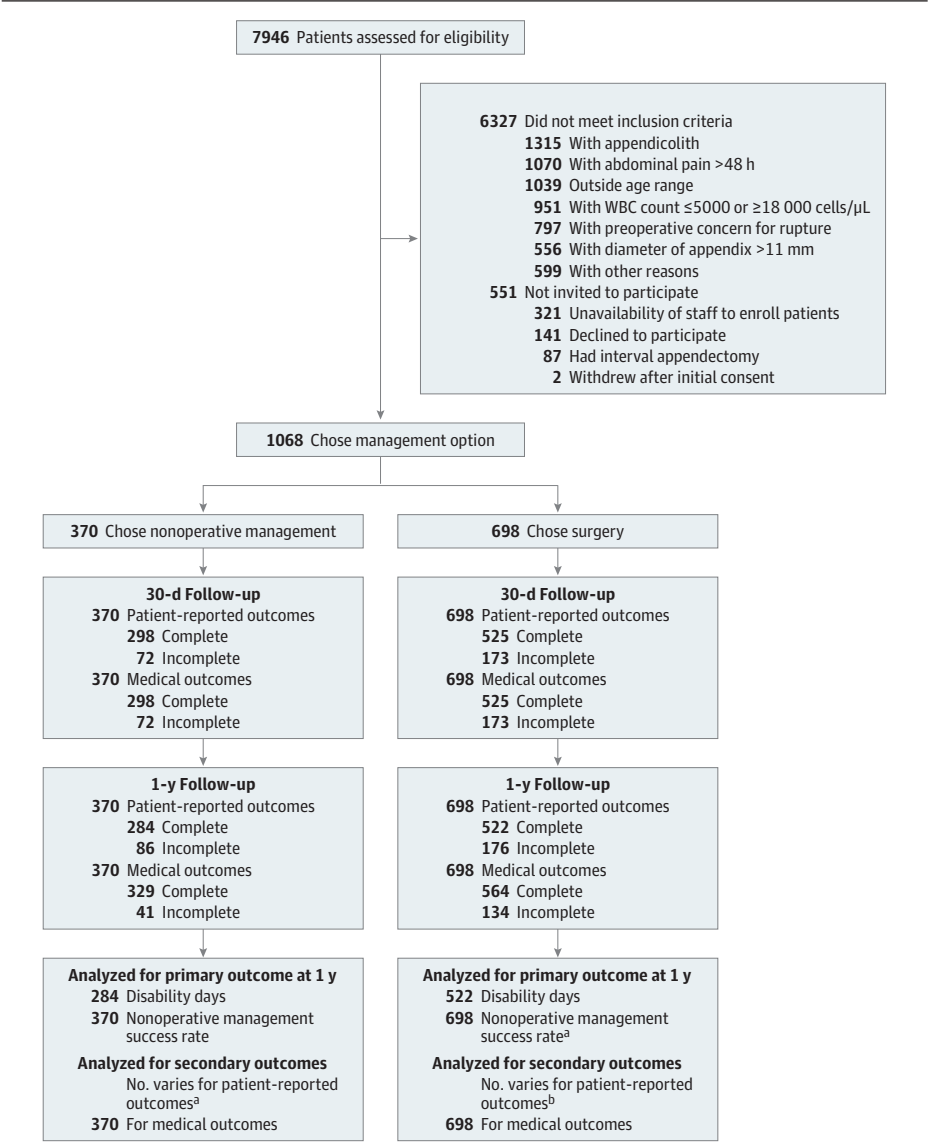 7946 Patients assessed for eligibility
6327 Did not meet inclusion criteria
1315 With appendicolith
1070 With abdominal pain >48 h
1039 Outside age range
951 With WBC count ≤5000 or ≥18 000 cells/μL
797 With preoperative concern for rupture
556 With diameter of appendix >11 mm
599 With other reasons
551 Not invited to participate
321 Unavailability of staff to enroll patients
141 Declined to participate
87 Had interval appendectomy
2 Withdrew after initial consent
1068 Chose management option
370 Chose nonoperative management
698 Chose surgery
30-d Follow-up
370 Patient-reported outcomes
298 Complete
72 Incomplete
370 Medical outcomes
298 Complete
72 Incomplete
30-d Follow-up
698 Patient-reported outcomes
525 Complete
173 Incomplete
698 Medical outcomes
525 Complete
173 Incomplete
1-y Follow-up
370 Patient-reported outcomes
284 Complete
86 Incomplete
370 Medical outcomes
329 Complete
41 Incomplete
1-y Follow-up
698 Patient-reported outcomes
522 Complete
176 Incomplete
698 Medical outcomes
564 Complete
134 Incomplete
Analyzed for primary outcome at 1 y
284 Disability days
370 Nonoperative management
success rate
Analyzed for secondary outcomes
No. varies for patient-reported
outcomesᵃ
370 For medical outcomes
Analyzed for primary outcome at 1 y
522 Disability days
698 Nonoperative management
success rateᵃ
Analyzed for secondary outcomes
No. varies for patient-reported
outcomesᵇ
698 For medical outcomes